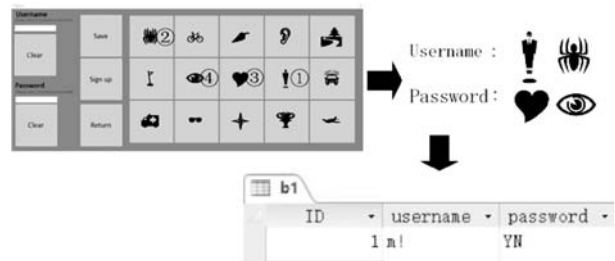 Username
Clear
Password
Clear
Save
Sign up
Return
②
④
③
①
Username :
Password:
b1
ID username password
1 m! YN